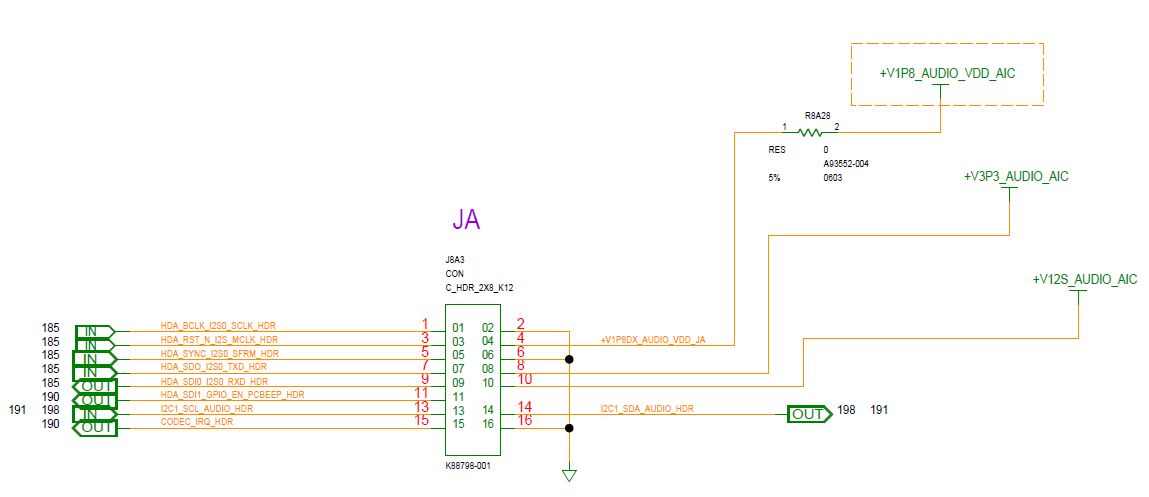 +V1P8_AUDIO_VDD_AIC
R8A28
1 2
RES 0
A93552-004
5% 0603
+V3P3_AUDIO_AIC
JA
J8A3
CON
C_HDR_2X8_K12
+V12S_AUDIO_AIC
185 IN HDA_BCLK_I2S0_SCLK_HDR 1 01 02 2
185 IN HDA_RST_N_I2S_MCLK_HDR 3 03 04 4 +V1P8DX_AUDIO_VDD_JA
185 IN HDA_SYNC_I2S0_SFRM_HDR 5 05 06 6
185 IN HDA_SDO_I2S0_TXD_HDR 7 07 08 8
185 OUT HDA_SDI0_I2S0_RXD_HDR 9 09 10 10
190 OUT HDA_SDI1_GPIO_EN_PCBEEP_HDR 11 11
191 198 IN I2C1_SCL_AUDIO_HDR 13 13 14 14 I2C1_SDA_AUDIO_HDR OUT 198 191
190 OUT CODEC_IRQ_HDR 15 15 16 16
K88798-001